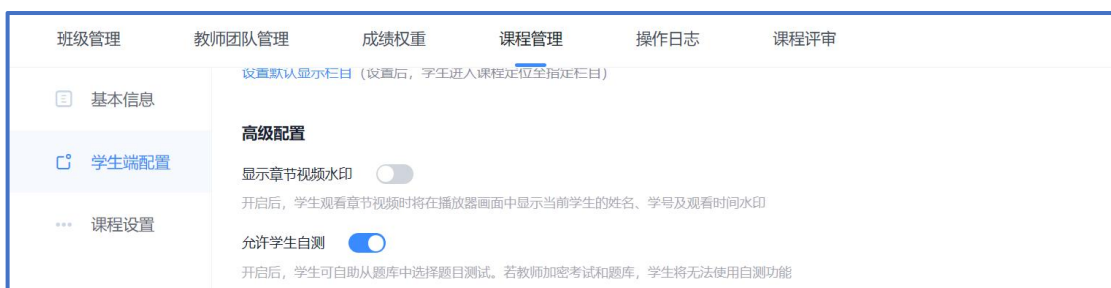 班级管理 教师团队管理 成绩权重 课程管理 操作日志 课程评审
设置默认显示栏目（设置后，学生进入课程定位至指定栏目）
基本信息
高级配置
学生端配置
显示章节视频水印
开启后，学生观看章节视频时将在播放器画面中显示当前学生的姓名、学号及观看时间水印
课程设置
允许学生自测
开启后，学生可自助从题库中选择题目测试。若教师加密考试和题库，学生将无法使用自测功能